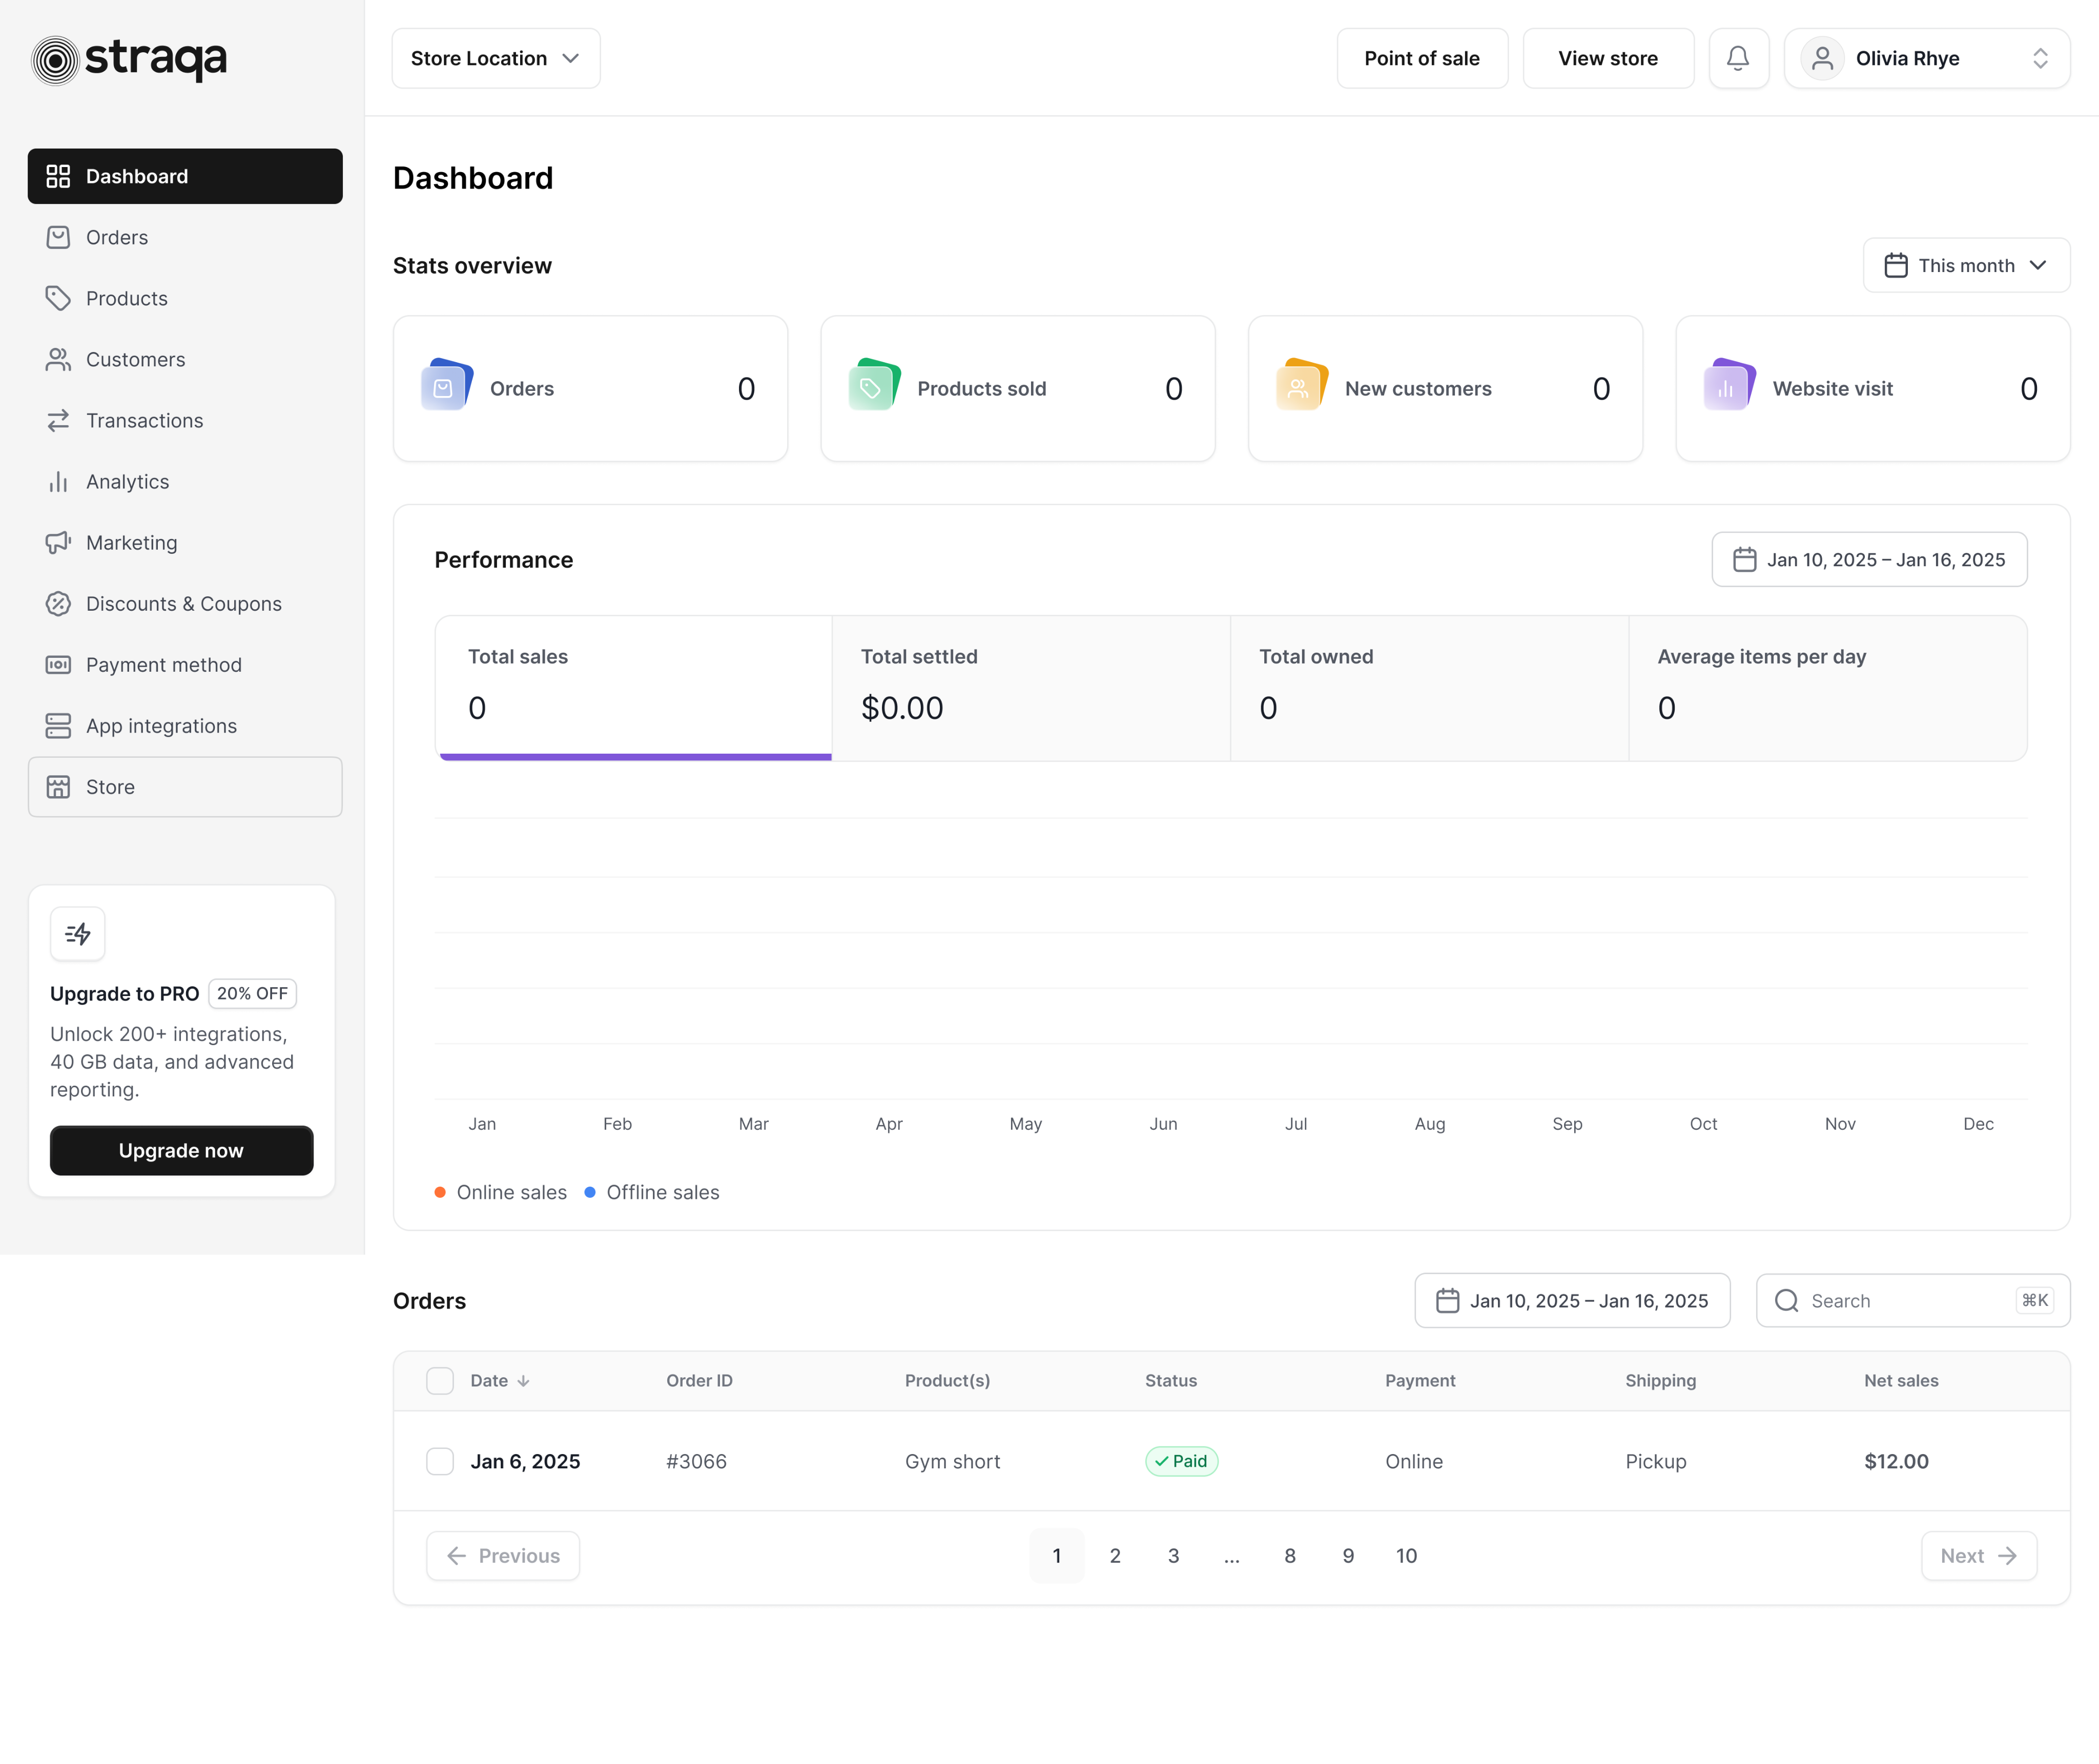 straqa
Store Location
Point of sale
View store
Olivia Rhye
Dashboard
Orders
Products
Customers
Transactions
Analytics
Marketing
Discounts & Coupons
Payment method
App integrations
Store
Upgrade to PRO 20% OFF
Unlock 200+ integrations,
40 GB data, and advanced
reporting.
Upgrade now
Dashboard
Stats overview
This month
Orders 0
Products sold 0
New customers 0
Website visit 0
Performance
Jan 10, 2025 – Jan 16, 2025
Total sales
0
Total settled
$0.00
Total owned
0
Average items per day
0
Jan Feb Mar Apr May Jun Jul Aug Sep Oct Nov Dec
Online sales Offline sales
Orders
Jan 10, 2025 – Jan 16, 2025
Search ⌘K
Date Order ID Product(s) Status Payment Shipping Net sales
Jan 6, 2025 #3066 Gym short Paid Online Pickup $12.00
Previous 1 2 3 ... 8 9 10 Next